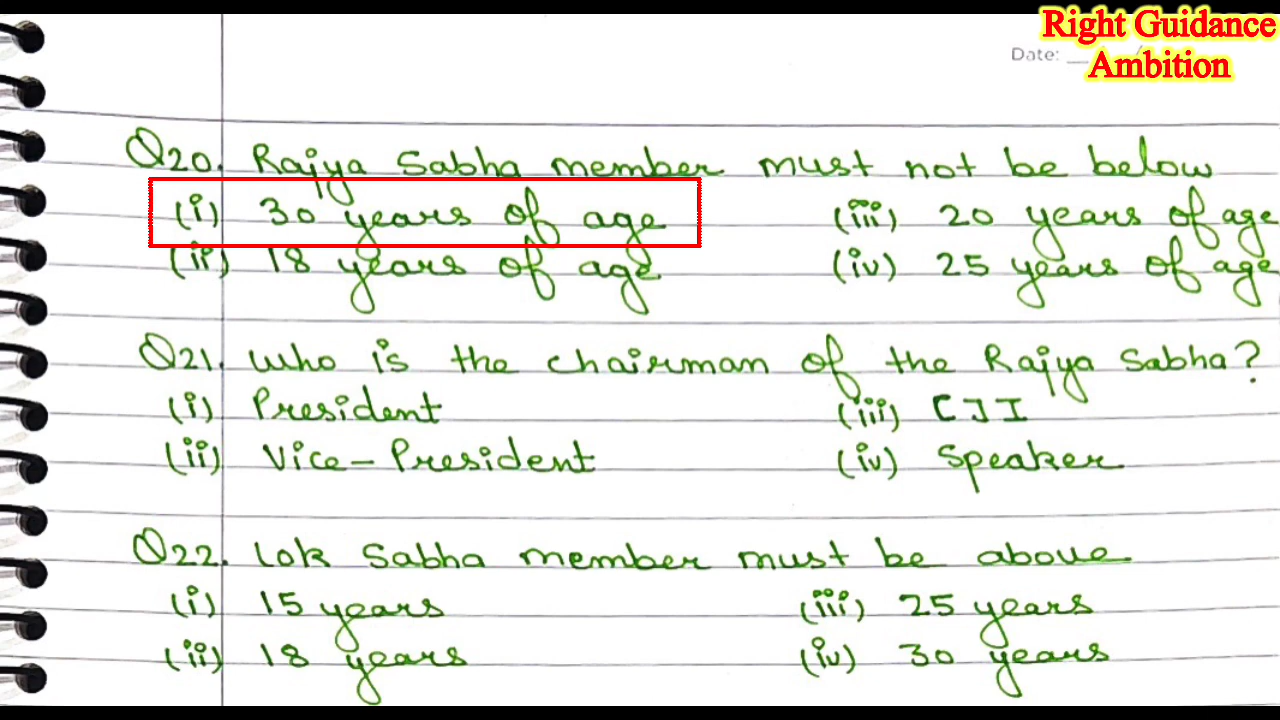 Right Guidance
Ambition
Date:
Q20. Rajya Sabha member must not be below
(i) 30 years of age (iii) 20 years of age
(ii) 18 years of age (iv) 25 years of age
Q21. Who is the chairman of the Rajya Sabha?
(i) President (iii) CJI
(ii) Vice-President (iv) Speaker
Q22. Lok Sabha member must be above
(i) 15 years (iii) 25 years
(ii) 18 years (iv) 30 years